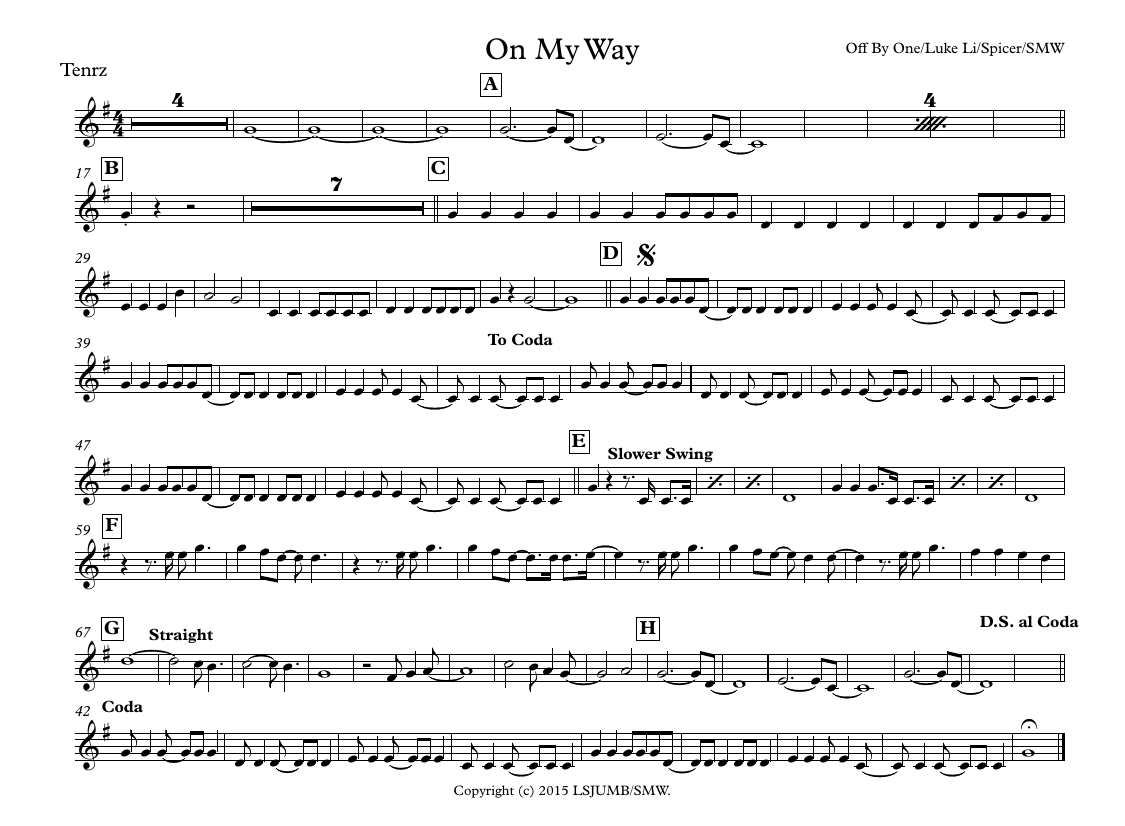 On My Way
Off By One/Luke Li/Spicer/SMW
Tenrz
A
4
4
4
4
17
B
7
C
29
D
39
To Coda
47
E
Slower Swing
59
F
67
G
Straight
H
D.S. al Coda
42
Coda
Copyright (c) 2015 LSJUMB/SMW.